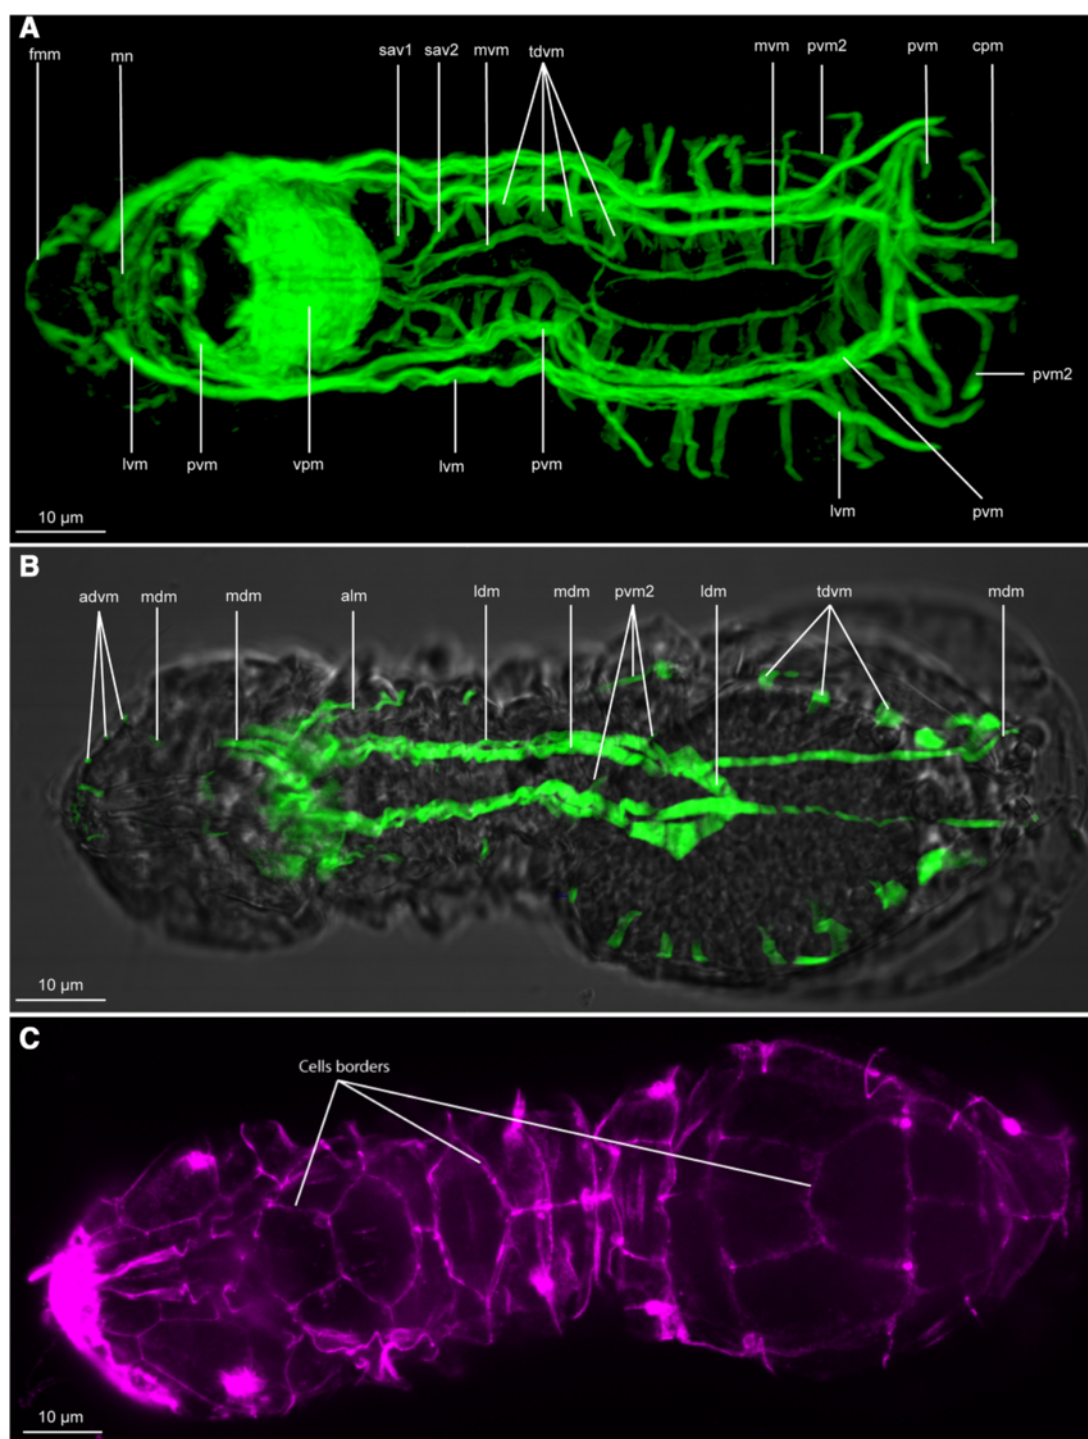 A
fmm mn sav1 sav2 mvm tdvm mvm pvm2 pvm cpm
pvm2
lvm pvm vpm lvm pvm
lvm pvm
10 µm
B
advm mdm mdm alm ldm mdm pvm2 ldm tdvm mdm
10 µm
C
Cells borders
10 µm